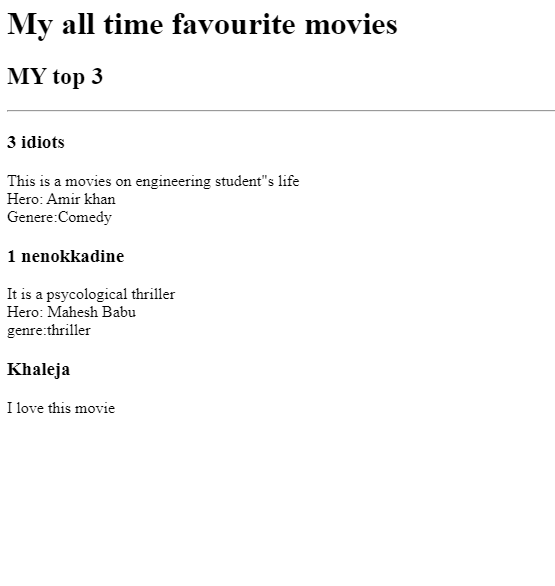 My all time favourite movies
MY top 3
3 idiots
This is a movies on engineering student"s life
Hero: Amir khan
Genere:Comedy
1 nenokkadine
It is a psycological thriller
Hero: Mahesh Babu
genre:thriller
Khaleja
I love this movie